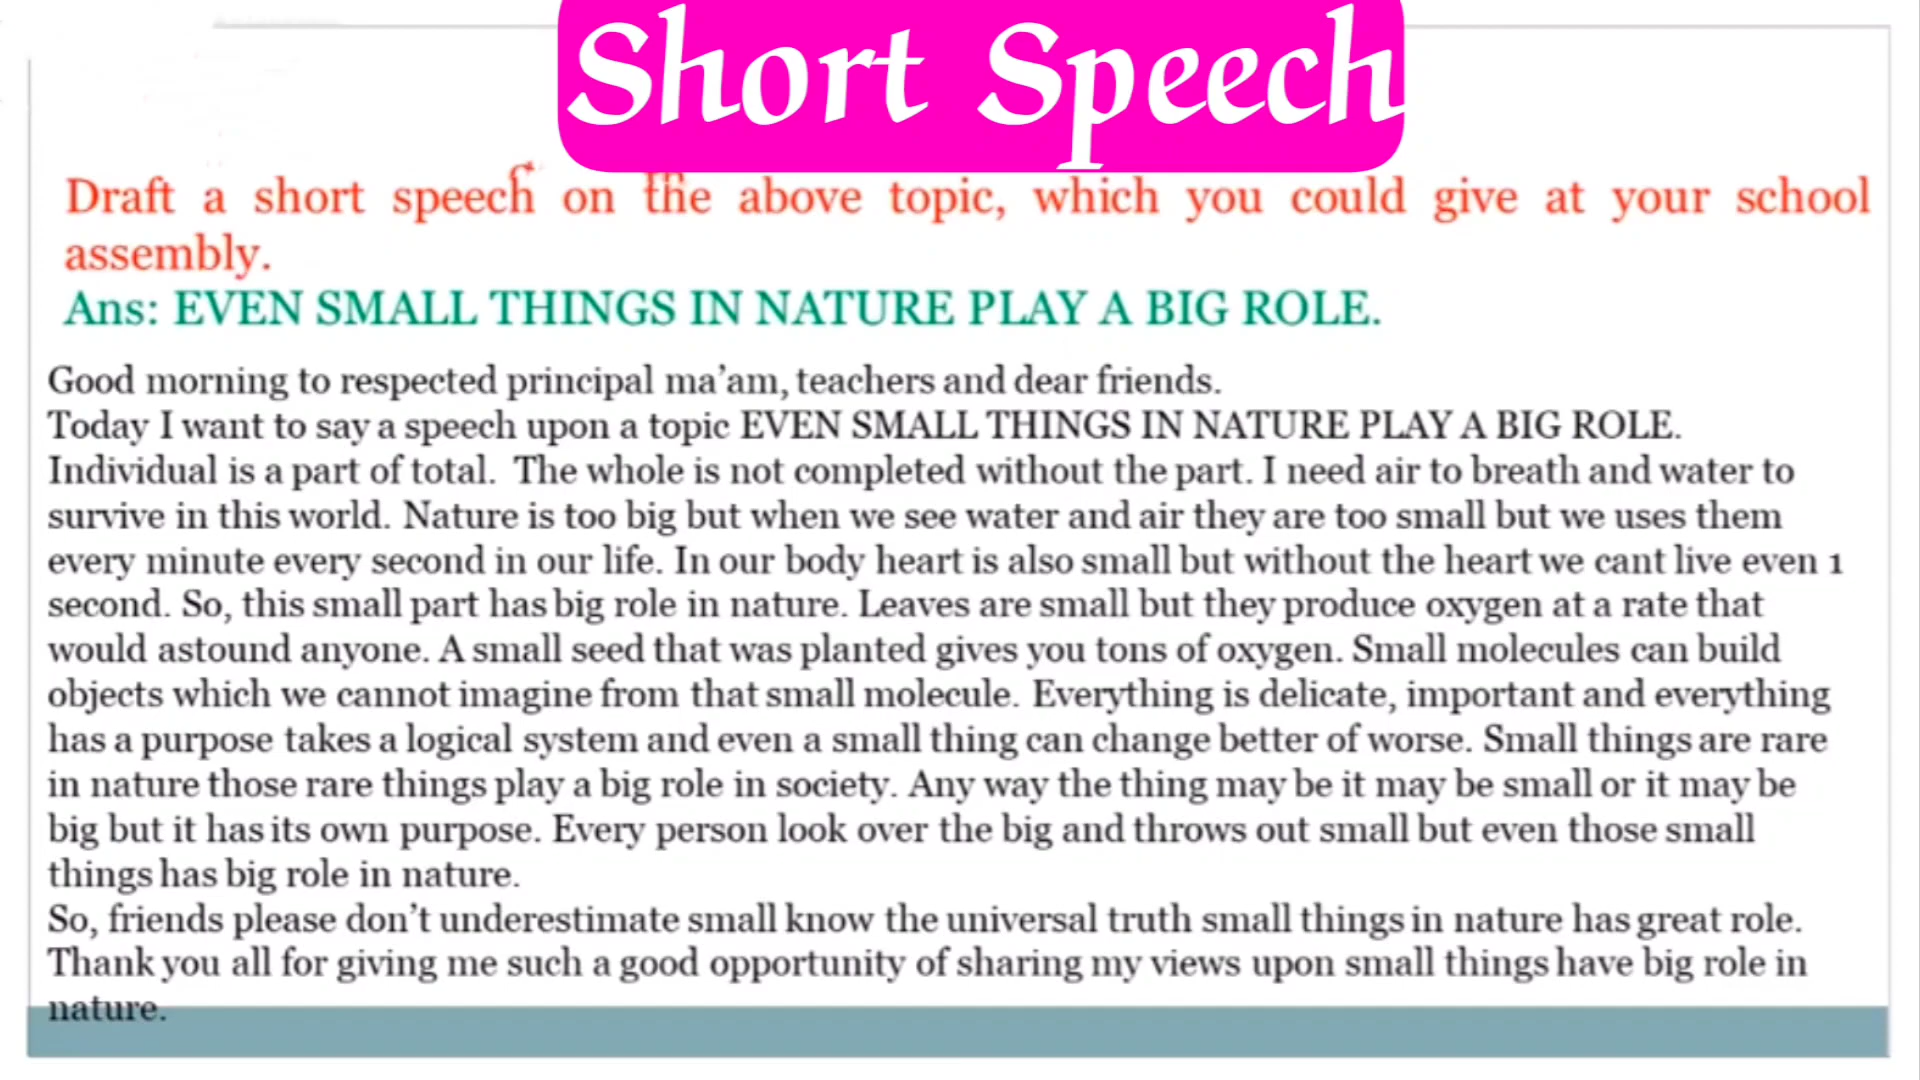 Short Speech
Draft a short speech on the above topic, which you could give at your school
assembly.
Ans: EVEN SMALL THINGS IN NATURE PLAY A BIG ROLE.
Good morning to respected principal ma’am, teachers and dear friends.
Today I want to say a speech upon a topic EVEN SMALL THINGS IN NATURE PLAY A BIG ROLE.
Individual is a part of total. The whole is not completed without the part. I need air to breath and water to
survive in this world. Nature is too big but when we see water and air they are too small but we uses them
every minute every second in our life. In our body heart is also small but without the heart we cant live even 1
second. So, this small part has big role in nature. Leaves are small but they produce oxygen at a rate that
would astound anyone. A small seed that was planted gives you tons of oxygen. Small molecules can build
objects which we cannot imagine from that small molecule. Everything is delicate, important and everything
has a purpose takes a logical system and even a small thing can change better of worse. Small things are rare
in nature those rare things play a big role in society. Any way the thing may be it may be small or it may be
big but it has its own purpose. Every person look over the big and throws out small but even those small
things has big role in nature.
So, friends please don’t underestimate small know the universal truth small things in nature has great role.
Thank you all for giving me such a good opportunity of sharing my views upon small things have big role in
nature.